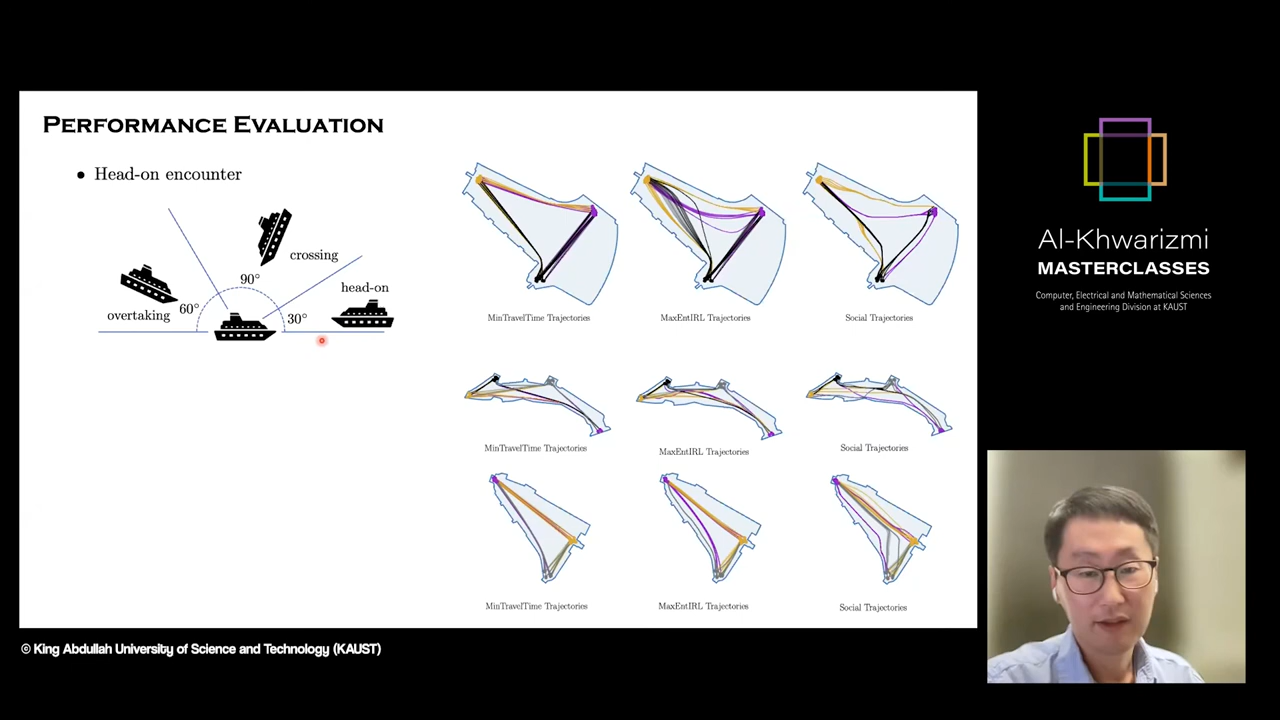 PERFORMANCE EVALUATION
• Head-on encounter
crossing
90°
head-on
overtaking
60°
30°
MinTravelTime Trajectories
MaxEntIRL Trajectories
Social Trajectories
MinTravelTime Trajectories
MaxEntIRL Trajectories
Social Trajectories
MinTravelTime Trajectories
MaxEntIRL Trajectories
Social Trajectories
Al-Khwarizmi
MASTERCLASSES
Computer, Electrical and Mathematical Sciences
and Engineering Division at KAUST
© King Abdullah University of Science and Technology (KAUST)